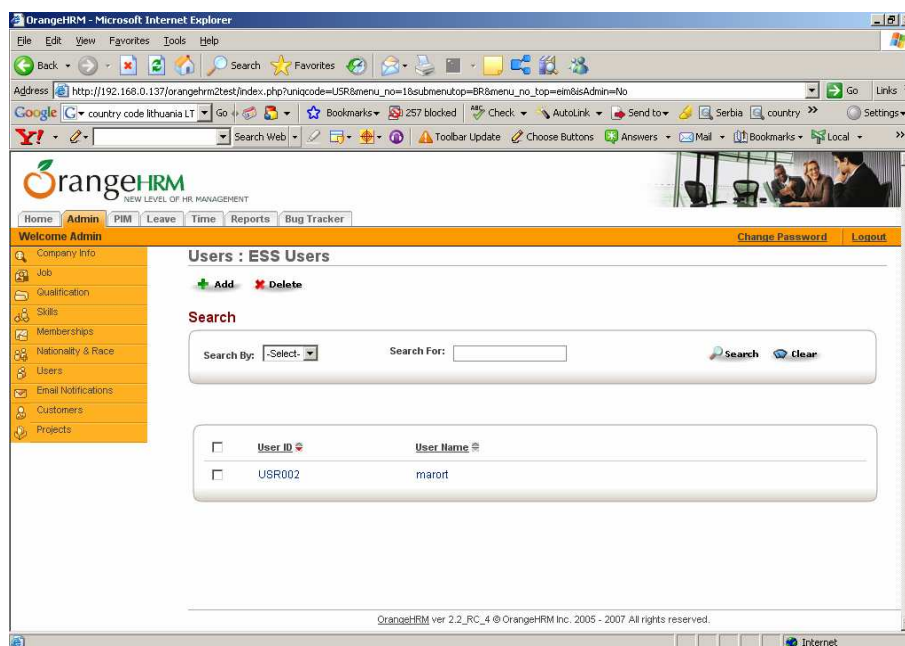 OrangeHRM - Microsoft Internet Explorer
File Edit View Favorites Tools Help
Back Search Favorites
Address http://192.168.0.137/orangehrm2test/index.php?uniqcode=USR&menu_no=1&submenutop=BR&menu_no_top=eim&isAdmin=No Go Links
Google G country code lithuania LT Go Bookmarks 257 blocked ABC Check AutoLink Send to Serbia country >> Settings
Y! Search Web Toolbar Update Choose Buttons Answers Mail Bookmarks Local >>
OrangeHRM
NEW LEVEL OF HR MANAGEMENT
Home Admin PIM Leave Time Reports Bug Tracker
Welcome Admin Change Password Logout
Company Info
Job
Qualification
Skills
Memberships
Nationality & Race
Users
Email Notifications
Customers
Projects
Users : ESS Users
Add Delete
Search
Search By: -Select- Search For: Search Clear
User ID User Name
USR002 marort
OrangeHRM ver 2.2_RC_4 © OrangeHRM Inc. 2005 - 2007 All rights reserved.
Internet